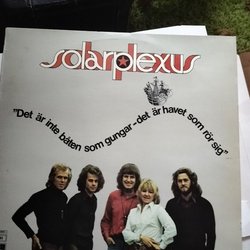 solarplexus
"Det är inte båten som gungar–det är havet som rör sig"